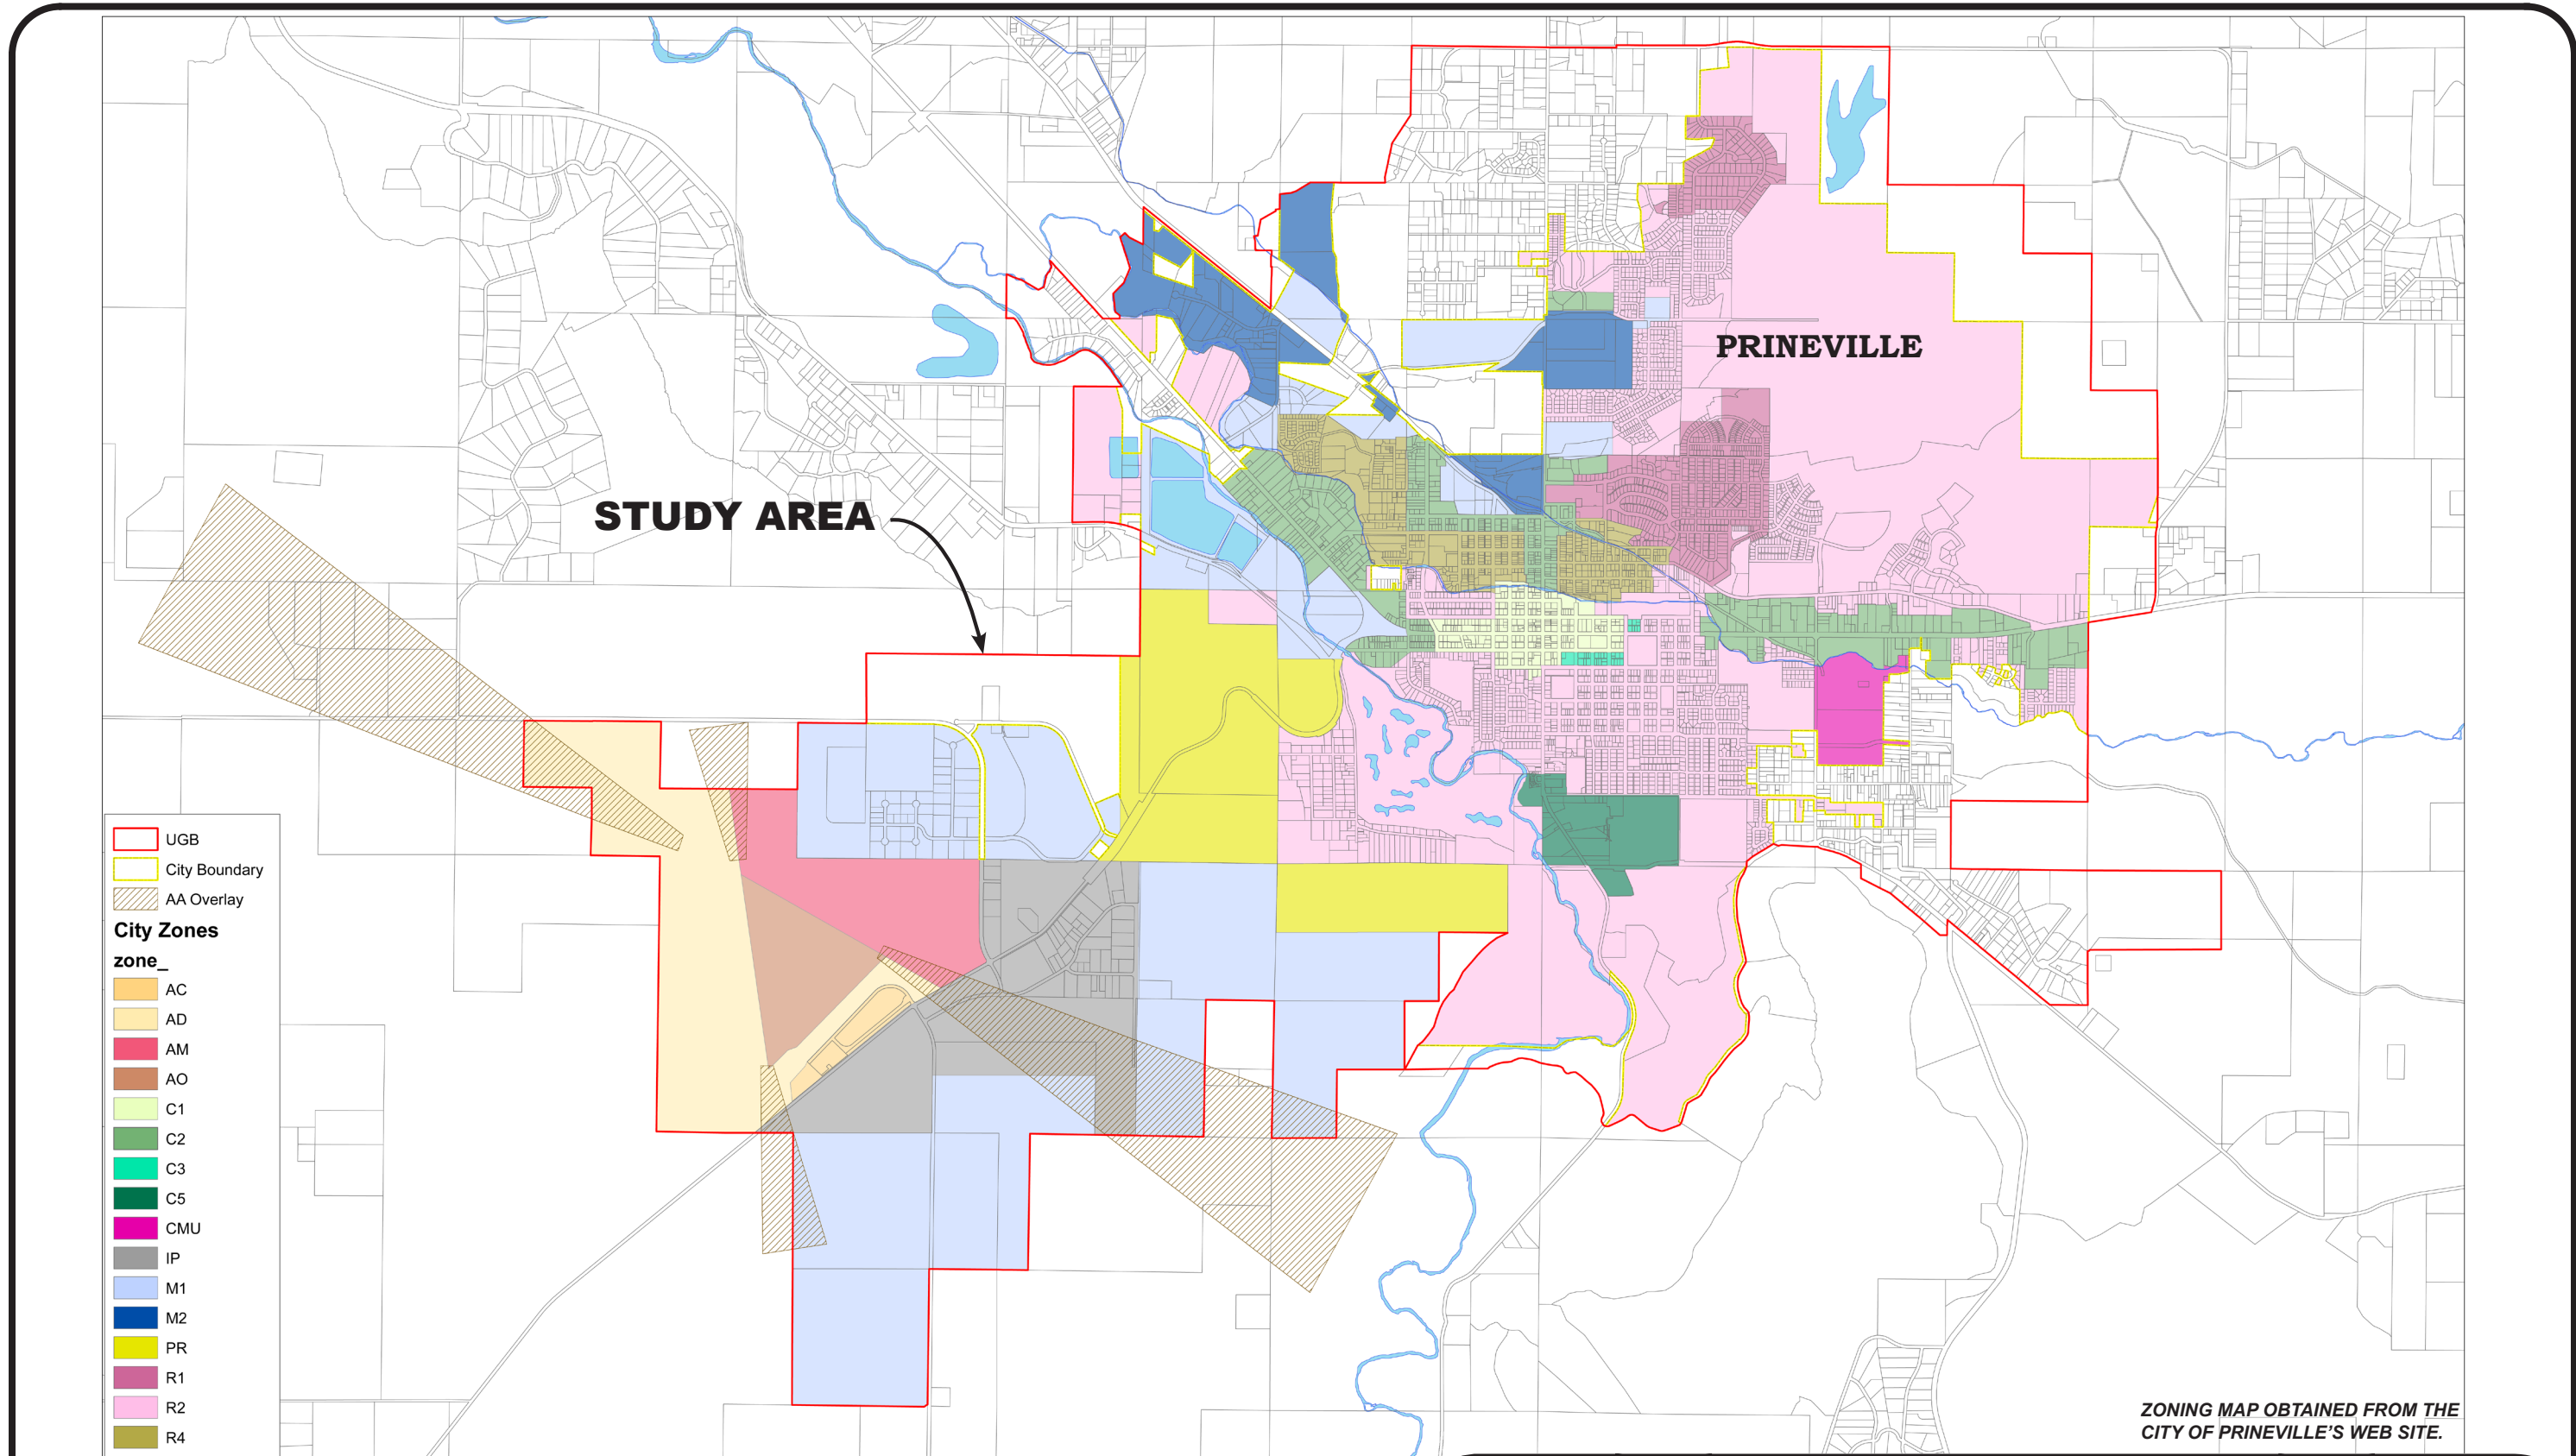 PRINEVILLE
STUDY AREA
UGB
City Boundary
AA Overlay
City Zones
zone_
AC
AD
AM
AO
C1
C2
C3
C5
CMU
IP
M1
M2
PR
R1
R2
R4
ZONING MAP OBTAINED FROM THE
CITY OF PRINEVILLE'S WEB SITE.